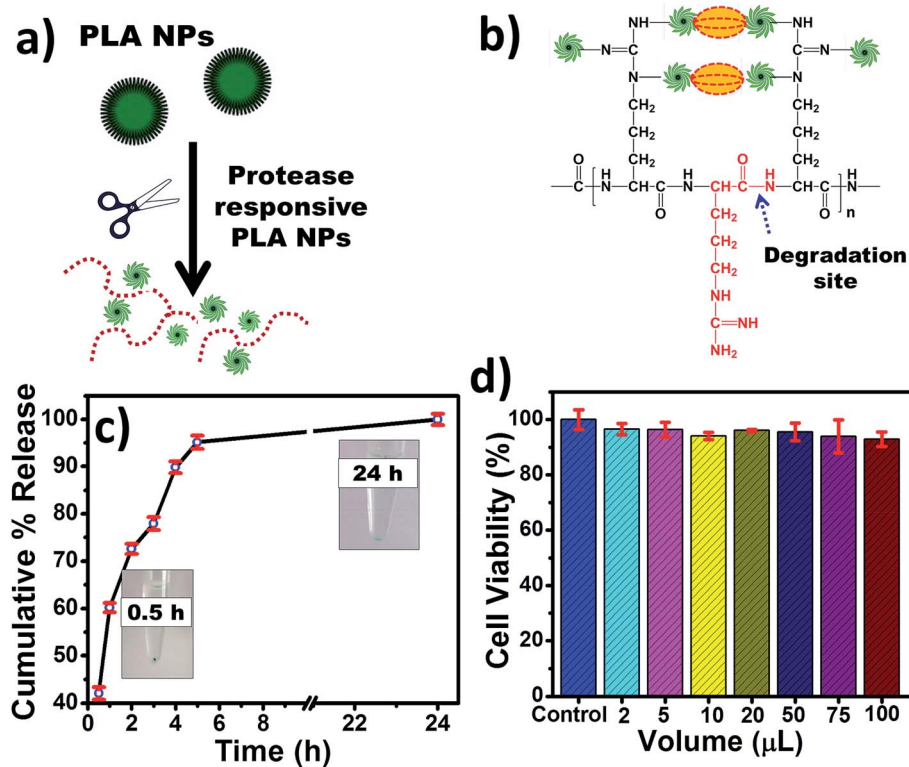 a)
PLA NPs
Protease
responsive
PLA NPs
b)
NH
NH
N=C
C=N
N
N
CH2
CH2
CH2
CH2
CH2
CH2
O
O
C
N
H
CH
C
O
N
H
CH
C
N
H
CH
C
O
n
N
H
CH2
CH2
CH2
NH
C=NH
NH2
Degradation
site
c)
Cumulative % Release
100
90
80
70
60
50
40
0.5 h
24 h
0 2 4 6 8 22 24
Time (h)
d)
Cell Viability (%)
100
80
60
40
20
0
Control 2 5 10 20 50 75 100
Volume (μL)